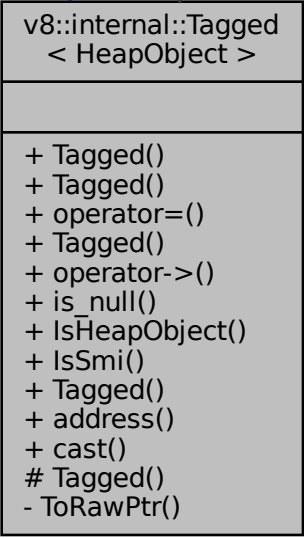 v8::internal::Tagged
< HeapObject >
+ Tagged()
+ Tagged()
+ operator=()
+ Tagged()
+ operator->()
+ is_null()
+ IsHeapObject()
+ IsSmi()
+ Tagged()
+ address()
+ cast()
# Tagged()
- ToRawPtr()